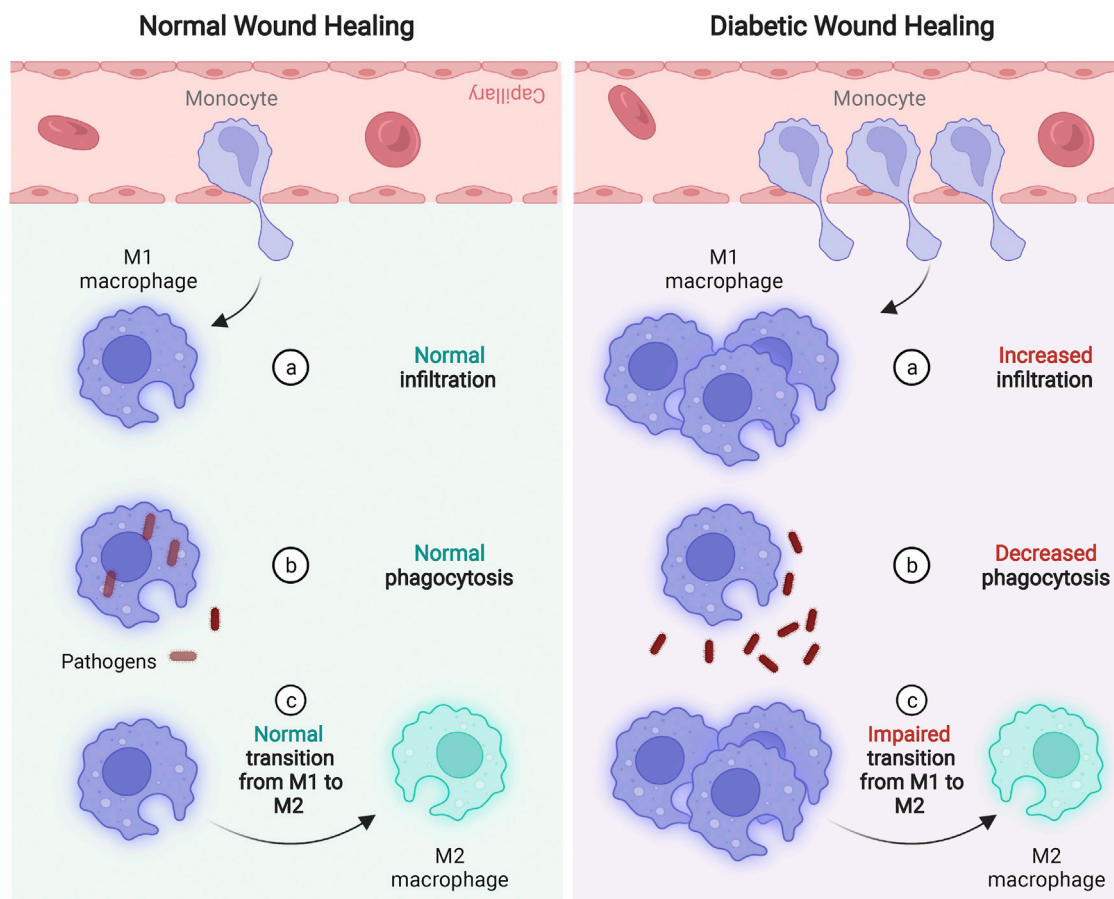 Normal Wound Healing
Monocyte
Capillary
M1
macrophage
a
Normal
infiltration
b
Normal
phagocytosis
Pathogens
c
Normal
transition
from M1 to
M2
M2
macrophage
Diabetic Wound Healing
Monocyte
M1
macrophage
a
Increased
infiltration
b
Decreased
phagocytosis
c
Impaired
transition
from M1 to
M2
M2
macrophage